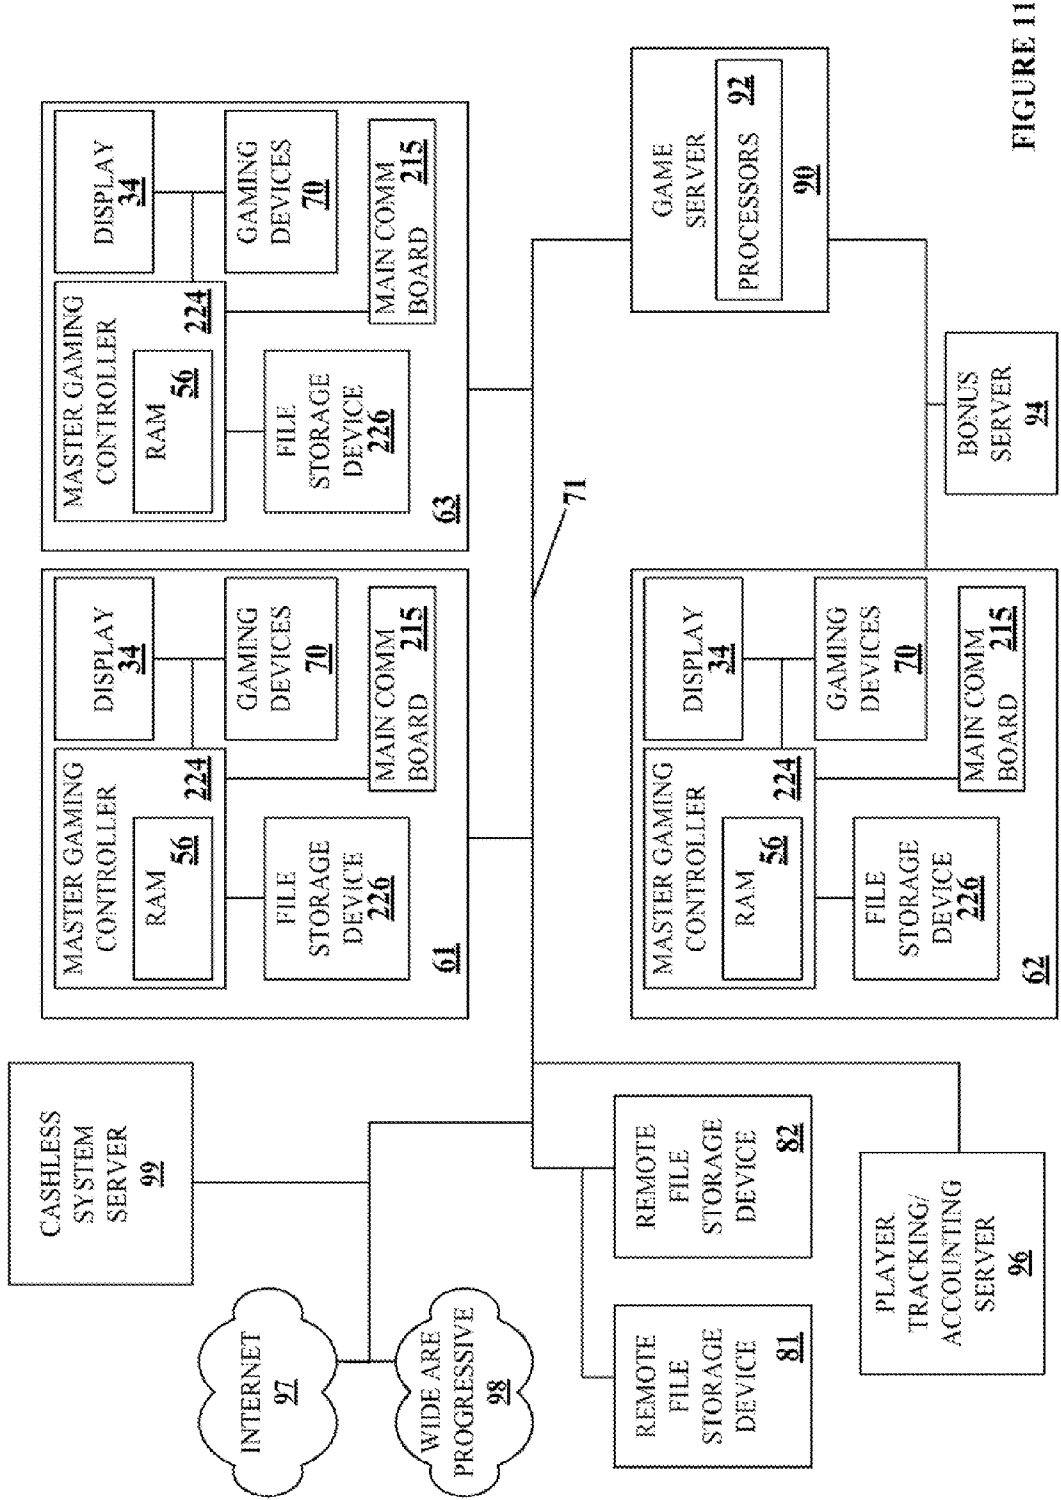 CASHLESS
SYSTEM
SERVER
99
INTERNET
97
WIDE ARE
PROGRESSIVE
98
MASTER GAMING
CONTROLLER
RAM
56
224
DISPLAY
34
GAMING
DEVICES
70
FILE
STORAGE
DEVICE
226
MAIN COMM
BOARD
215
61
MASTER GAMING
CONTROLLER
RAM
56
224
DISPLAY
34
GAMING
DEVICES
70
FILE
STORAGE
DEVICE
226
MAIN COMM
BOARD
215
63
71
REMOTE
FILE
STORAGE
DEVICE
81
REMOTE
FILE
STORAGE
DEVICE
82
PLAYER
TRACKING/
ACCOUNTING
SERVER
96
MASTER GAMING
CONTROLLER
RAM
56
224
DISPLAY
34
GAMING
DEVICES
70
FILE
STORAGE
DEVICE
226
MAIN COMM
BOARD
215
62
GAME
SERVER
PROCESSORS
92
90
BONUS
SERVER
94
FIGURE 11